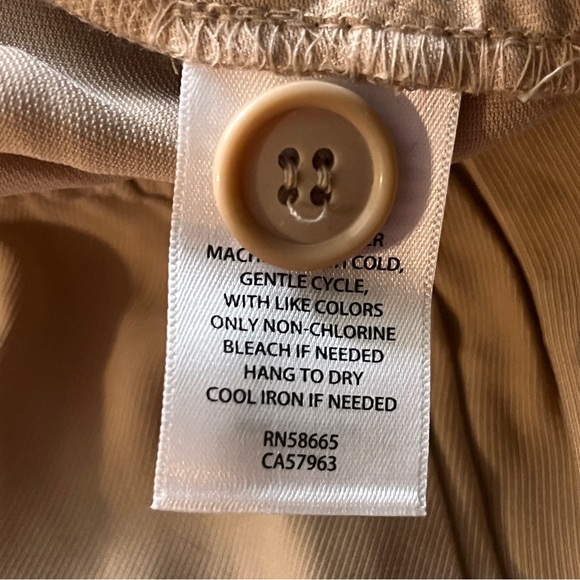 COLD,
GENTLE CYCLE,
WITH LIKE COLORS
ONLY NON-CHLORINE
BLEACH IF NEEDED
HANG TO DRY
COOL IRON IF NEEDED
RN58665
CA57963